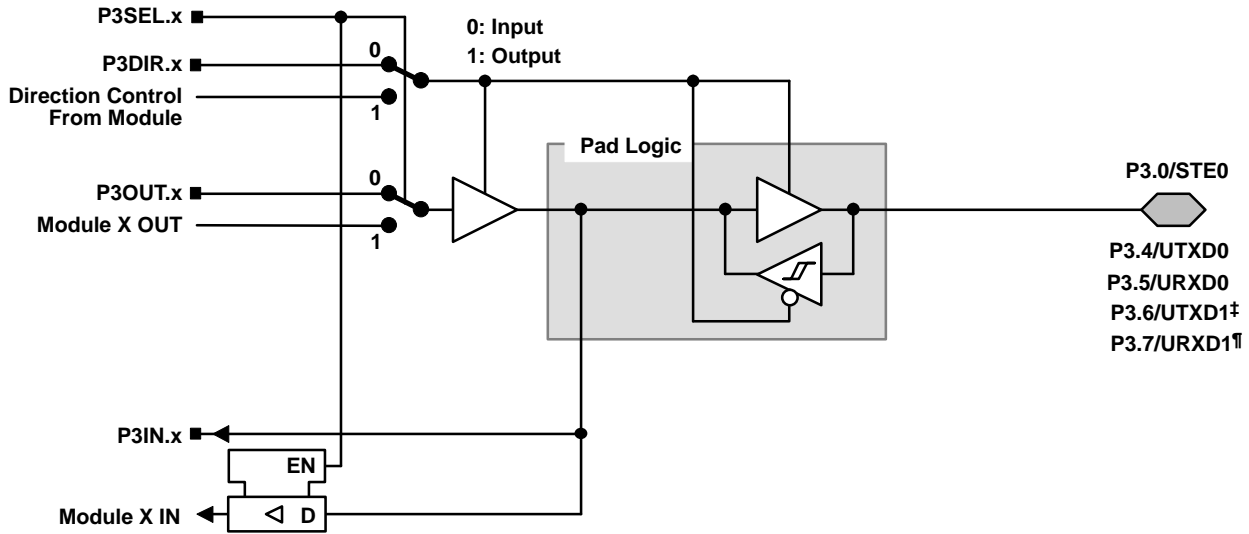 P3SEL.x
0: Input
1: Output
0
P3DIR.x
Direction Control
From Module
1
Pad Logic
P3.0/STE0
0
P3OUT.x
Module X OUT
1
P3.4/UTXD0
P3.5/URXD0
P3.6/UTXD1‡
P3.7/URXD1¶
P3IN.x
EN
Module X IN
D